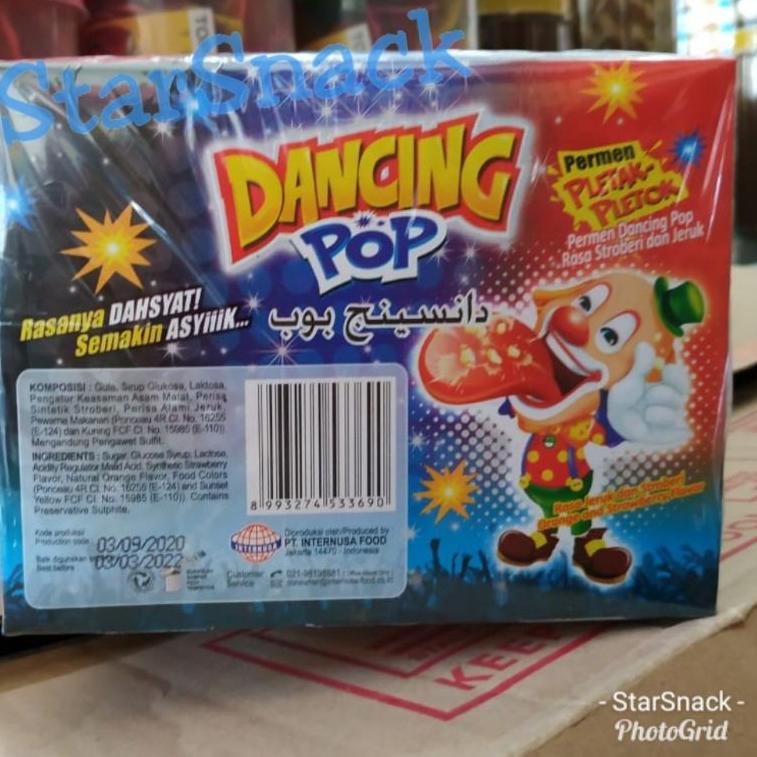 StarSnack
DANCING
POP
دانسينج بوب
Permen
PLETAK-
PLETOK
Permen Dancing Pop
Rasa Stroberi dan Jeruk
Rasanya DAHSYAT!
Semakin ASYiiiK...
KOMPOSISI : Gula, Sirup Glukosa, Laktosa,
Pengatur Keasaman Asam Malat, Perisa
Sintetik Stroberi, Perisa Alami Jeruk,
Pewarna Makanan (Ponceau 4R CI. No. 16255
(E-124) dan Kuning FCF CI. No. 15985 (E-110)).
Mengandung Pengawet Sulfit.
INGREDIENTS : Sugar, Glucose Syrup, Lactose,
Acidity Regulator Malid Acid, Synthetic Strawberry
Flavor, Natural Orange Flavor, Food Colors
(Ponceau 4R CI. No. 16255 (E-124) and Sunset
Yellow FCF CI. No. 15985 (E-110)). Contains
Preservative Sulphite.
8 993274 533690
Kode produksi
Production code
03/09/2020
Baik digunakan
Best before
03/03/2022
INTERNUSA
Diproduksi oleh/Produced by
PT. INTERNUSA FOOD
Jakarta 14470 - Indonesia
Customer
Service
Rasa Jeruk dan Stroberi
Orange and Strawberry Flavor
KEEP
- StarSnack -
PhotoGrid